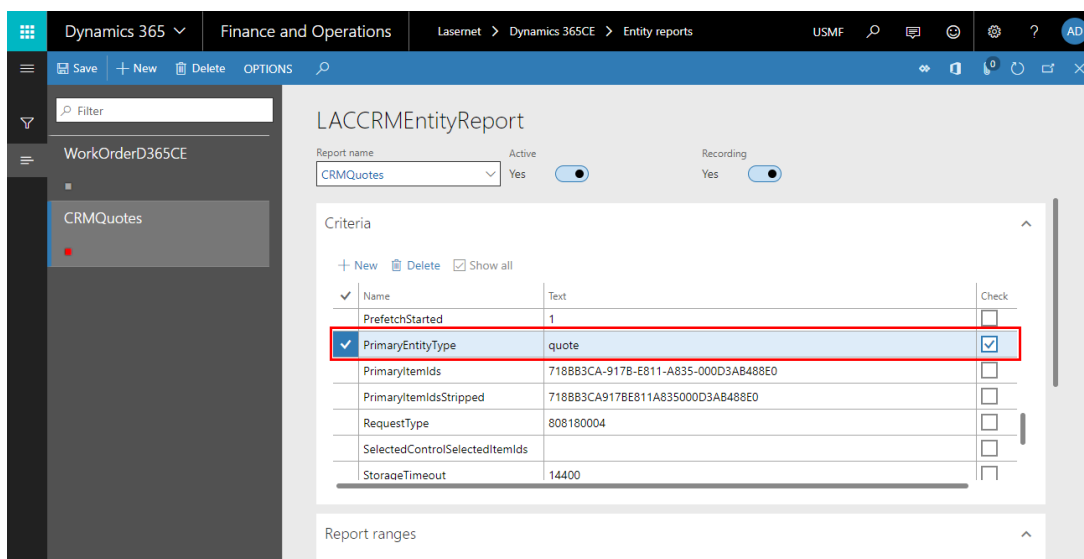 Dynamics 365 Finance and Operations Lasernet > Dynamics 365CE > Entity reports USMF ? AD
Save + New Delete OPTIONS 0
Filter
WorkOrderD365CE
CRMQuotes
LACCRMEntityReport
Report name Active Recording
CRMQuotes Yes Yes
Criteria
+ New Delete Show all
Name Text Check
PrefetchStarted 1
PrimaryEntityType quote
PrimaryItemIds 718BB3CA-917B-E811-A835-000D3AB488E0
PrimaryItemIdsStripped 718BB3CA917BE811A835000D3AB488E0
RequestType 808180004
SelectedControlSelectedItemIds
StorageTimeout 14400
Report ranges